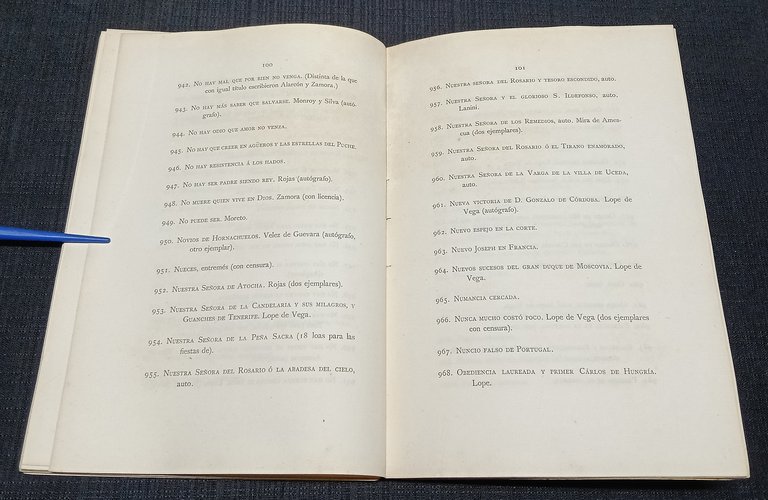 100
942. No hay mal que por bien no venga. (Distinta de la que
con igual título escribieron Alarcón y Zamora.)
943. No hay más saber que salvarse. Monroy y Silva (autó-
grafo).
944. No hay odio que amor no venza.
945. No hay que creer en agüeros y las estrellas del Puche.
946. No hay resistencia á los hados.
947. No hay ser padre siendo rey. Rojas (autógrafo).
948. No muere quien vive en Dios. Zamora (con licencia).
949. No puede ser. Moreto.
950. Novios de Hornachuelos. Velez de Guevara (autógrafo,
otro ejemplar).
951. Nueces, entremés (con censura).
952. Nuestra Señora de Atocha. Rojas (dos ejemplares).
953. Nuestra Señora de la Candelaria y sus milagros, y
Guanches de Tenerife. Lope de Vega.
954. Nuestra Señora de la Peña Sacra (18 loas para las
fiestas de).
955. Nuestra Señora del Rosario ó la abadesa del cielo,
auto.
101
956. Nuestra señora del Rosario y tesoro escondido, auto.
957. Nuestra Señora y el glorioso S. Ildefonso, auto,
Lanini.
958. Nuestra Señora de los Remedios, auto. Mira de Ames-
cua (dos ejemplares).
959. Nuestra Señora del Rosario ó el Tirano enamorado,
auto.
960. Nuestra Señora de la Varga de la villa de Uceda,
auto.
961. Nueva victoria de D. Gonzalo de Córdoba. Lope de
Vega (autógrafo).
962. Nuevo espejo en la corte.
963. Nuevo Joseph en Francia.
964. Nuevos sucesos del gran duque de Moscovia. Lope de
Vega.
965. Numancia cercada.
966. Nunca mucho costó poco. Lope de Vega (dos ejemplares
con censura).
967. Nuncio falso de Portugal.
968. Obediencia laureada y primer Cárlos de Hungría.
Lope.